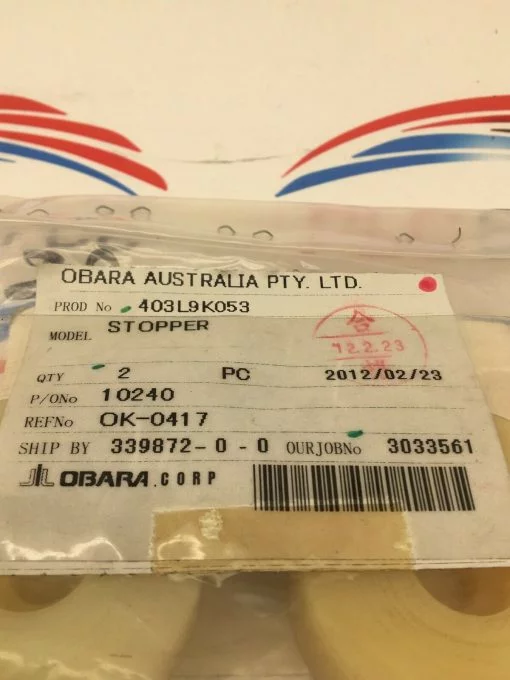 OBARA AUSTRALIA PTY. LTD.
PROD No 403L9K053
MODEL STOPPER
合
12.2.23
QTY 2 PC 2012/02/23
P/ONo 10240
REFNo OK-0417
SHIP BY 339872-0-0 OURJOBNo 3033561
OBARA.CORP